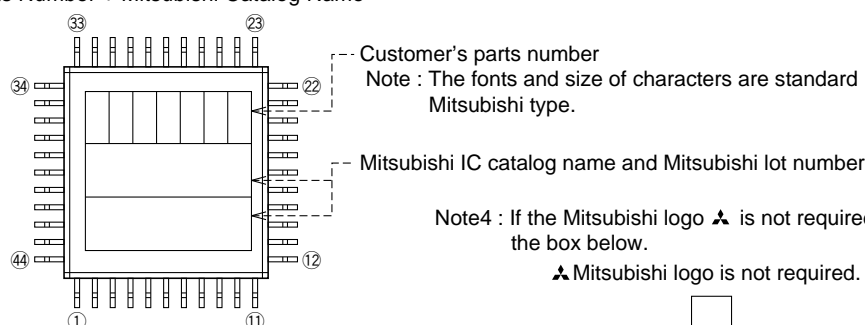 Number + Mitsubishi Catalog Name
33 23
Customer's parts number
Note : The fonts and size of characters are standard
Mitsubishi type.
34 22
Mitsubishi IC catalog name and Mitsubishi lot number
Note4 : If the Mitsubishi logo is not
the box below.
44 12
Mitsubishi logo is not required.
1 11